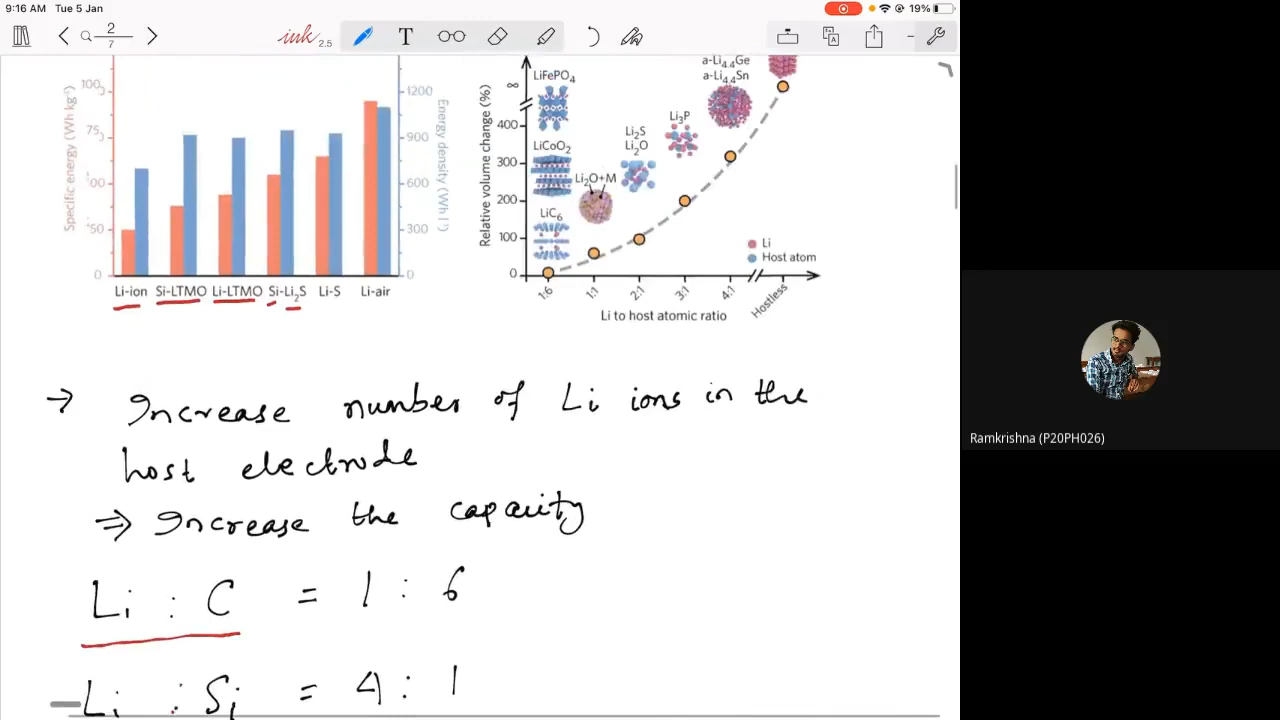 9:16 AM Tue 5 Jan
19%
2
7
ink 2.5
T
Specific energy (Wh kg⁻¹)
0
1200
900
600
300
0
Energy density (Wh l⁻¹)
Li-ion Si-LTMO Li-LTMO Si-Li₂S Li-S Li-air
Relative volume change (%)
∞
400
300
200
100
0
LiFePO₄
LiCoO₂
LiC₆
Li₂O+M
Li₂S
Li₂O
Li₃P
a-Li₄.₄Ge
a-Li₄.₄Sn
Li
Host atom
1:6 1:1 2:1 3:1 4:1 Hostless
Li to host atomic ratio
→ Increase number of Li ions in the
host electrode
⇒ Increase the capacity
Li : C = 1 : 6
Li : Si = 4 : 1
Ramkrishna (P20PH026)